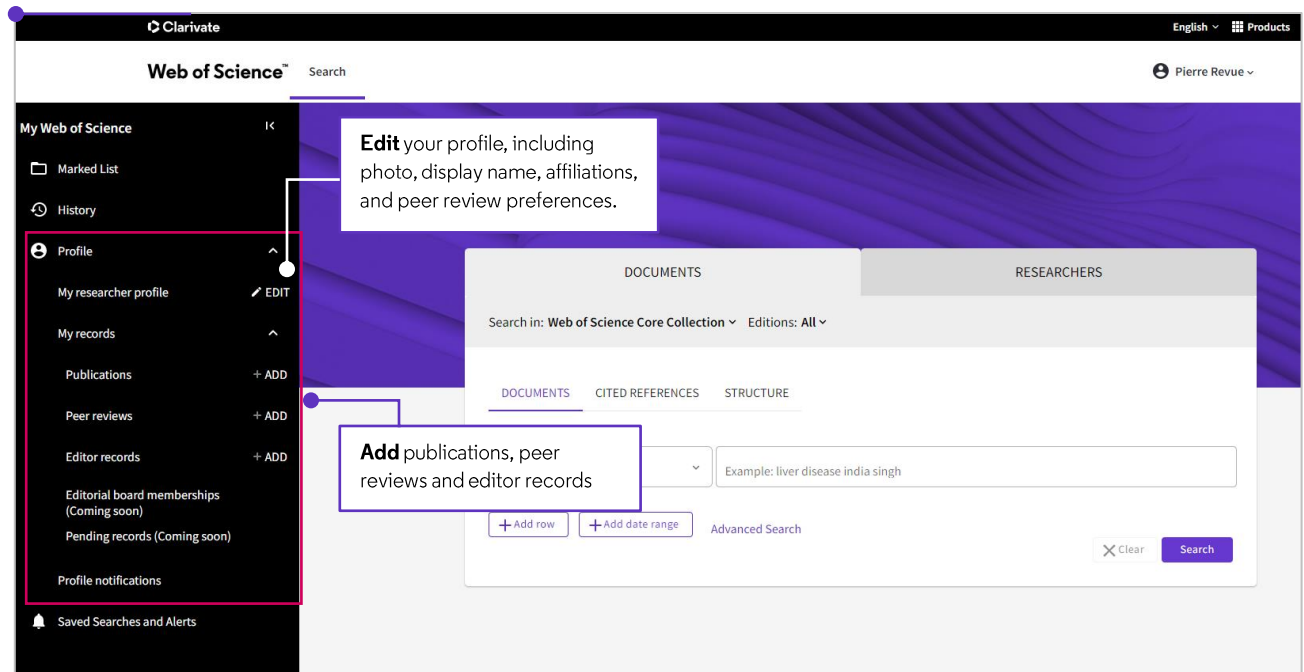 Clarivate
English
Products
Web of Science™
Search
Pierre Revue
My Web of Science
Marked List
History
Profile
My researcher profile
EDIT
My records
Publications
+ ADD
Peer reviews
+ ADD
Editor records
+ ADD
Editorial board memberships
(Coming soon)
Pending records (Coming soon)
Profile notifications
Saved Searches and Alerts
Edit your profile, including
photo, display name, affiliations,
and peer review preferences.
Add publications, peer
reviews and editor records
DOCUMENTS
RESEARCHERS
Search in: Web of Science Core Collection
Editions: All
DOCUMENTS
CITED REFERENCES
STRUCTURE
Example: liver disease india singh
+ Add row
+ Add date range
Advanced Search
Clear
Search